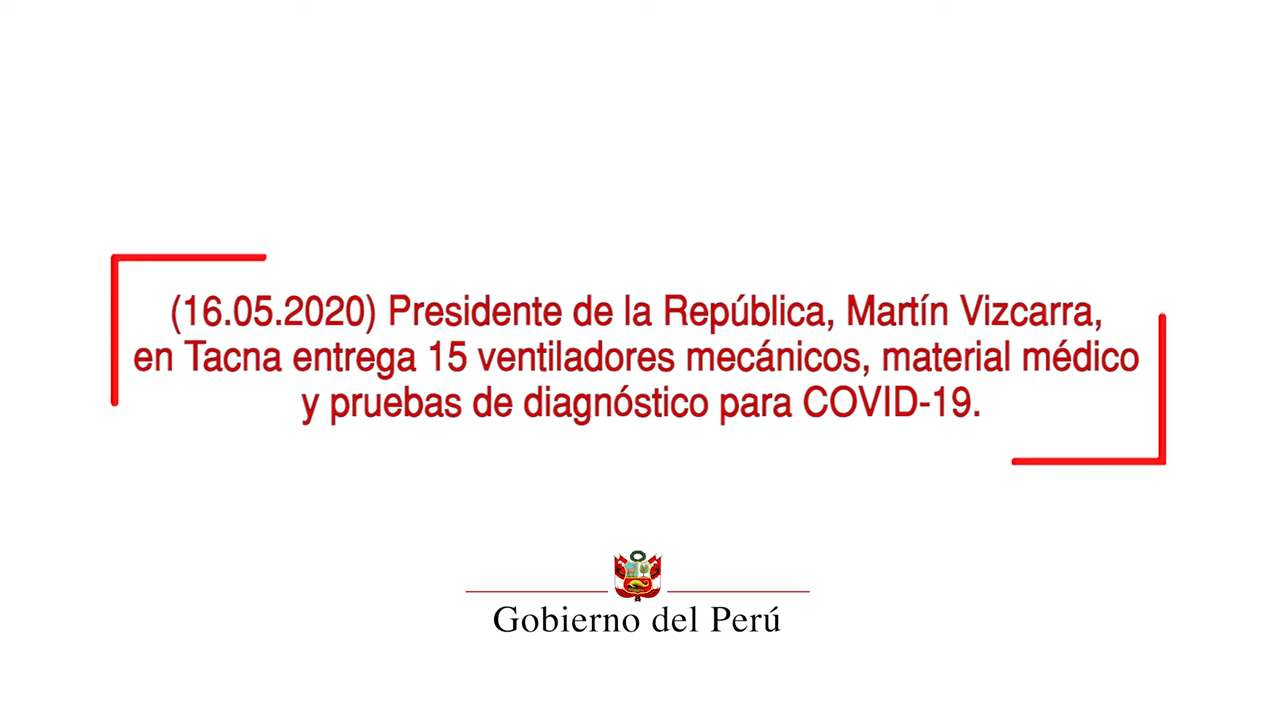 (16.05.2020) Presidente de la República, Martín Vizcarra,
en Tacna entrega 15 ventiladores mecánicos, material médico
y pruebas de diagnóstico para COVID-19.
Gobierno del Perú